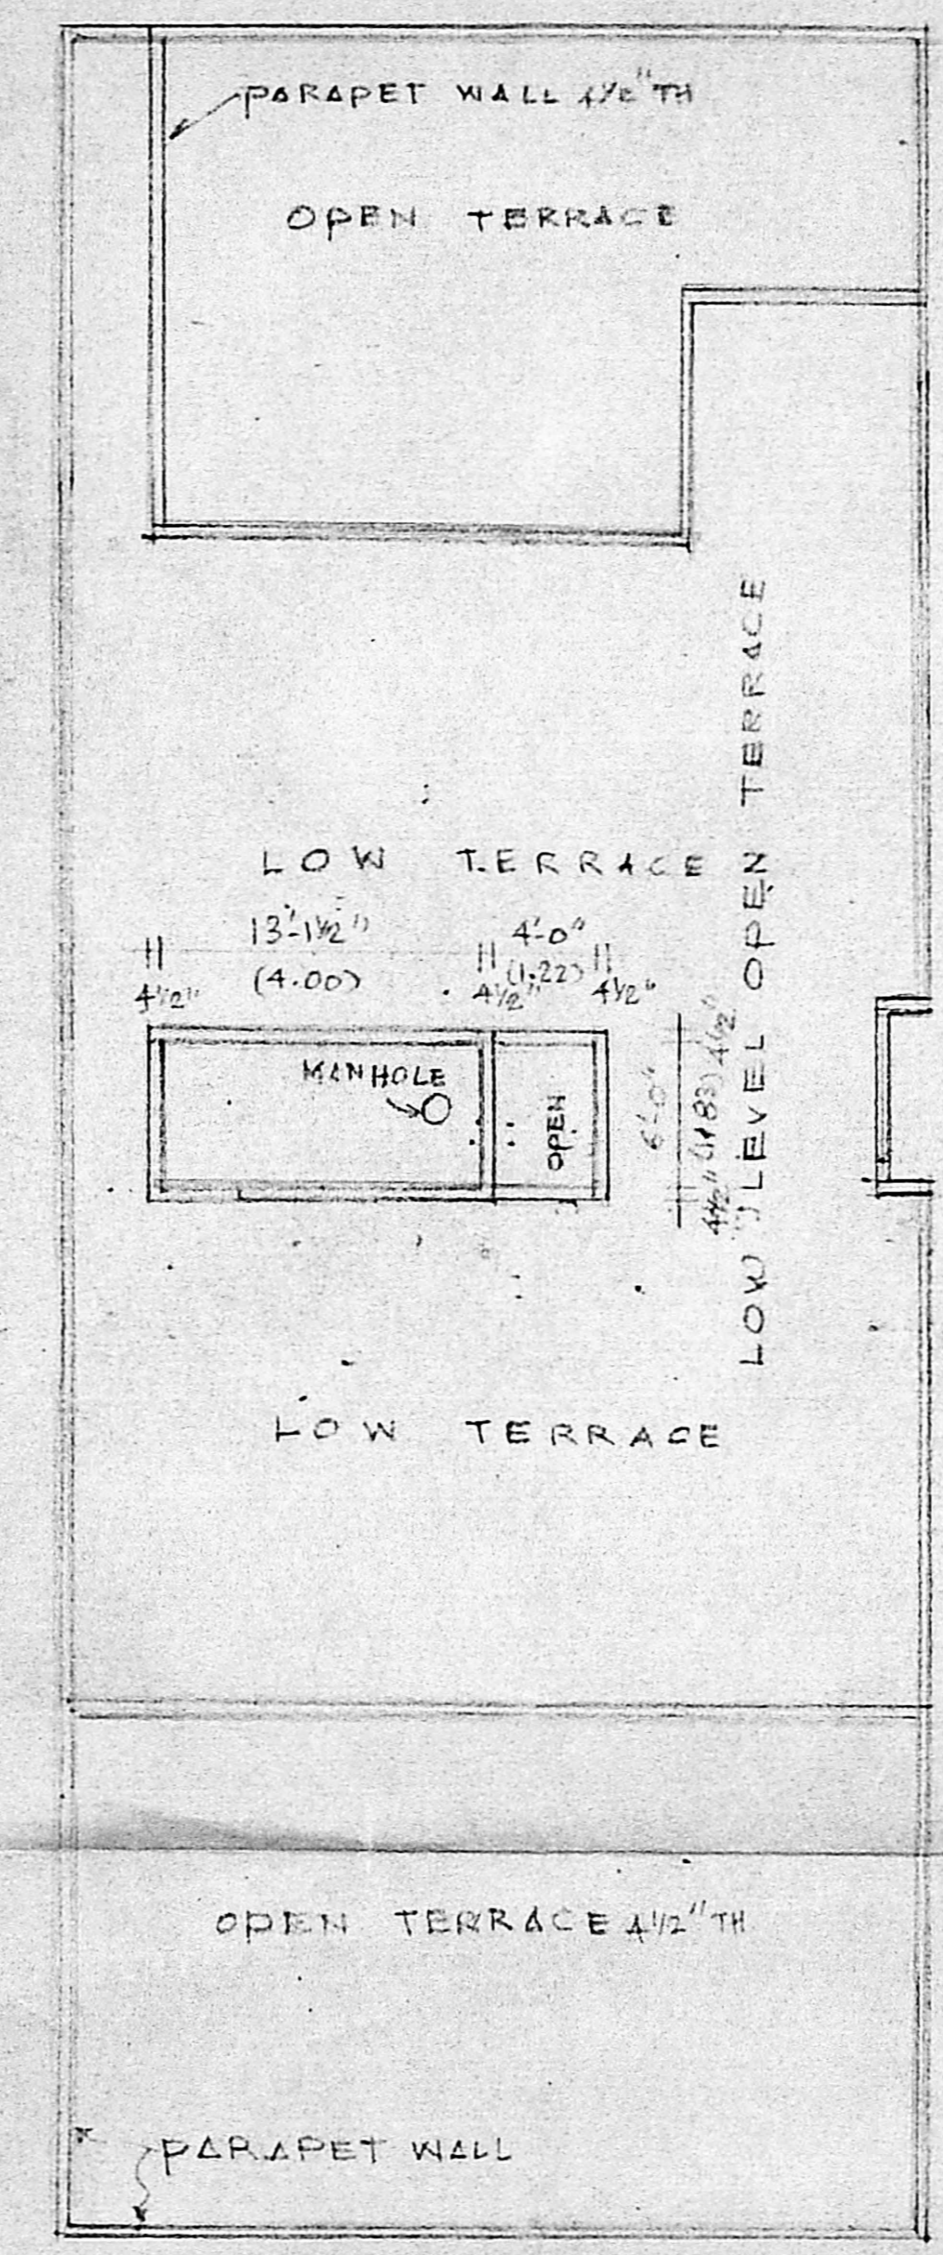 PARAPET WALL 4½" TH
OPEN TERRACE
LOW LEVEL OPEN TERRACE
LOW TERRACE
13'-1½"
4'-0"
(4.00)
(1.22)
4½"
4½"
4½"
MANHOLE
OPEN
6'-0"
4½" (1.83) 4½"
LOW TERRACE
OPEN TERRACE 4½" TH
PARAPET WALL